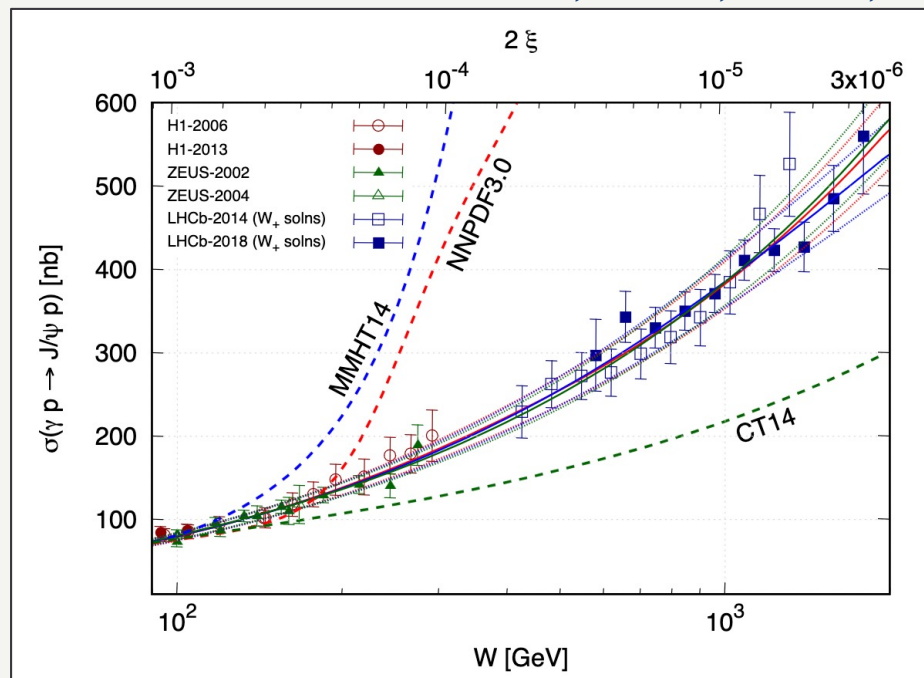 2 ξ
10⁻³ 10⁻⁴ 10⁻⁵ 3x10⁻⁶
600
500
400
300
200
100
σ(γ p → J/ψ p) [nb]
H1-2006
H1-2013
ZEUS-2002
ZEUS-2004
LHCb-2014 (W₊ solns)
LHCb-2018 (W₊ solns)
MMHT14
NNPDF3.0
CT14
10² 10³
W [GeV]